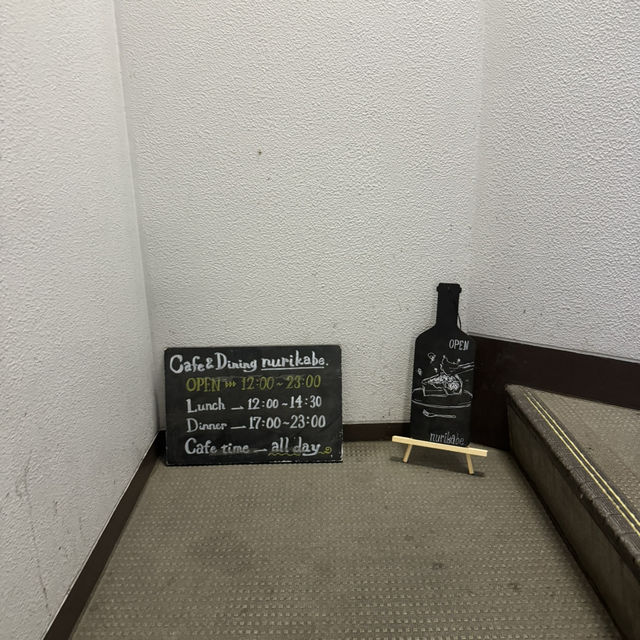 Cafe & Dining nurikabe.
OPEN >>> 12:00~23:00
Lunch — 12:00~14:30
Dinner — 17:00~23:00
Cafe time — all day
OPEN
nurikabe